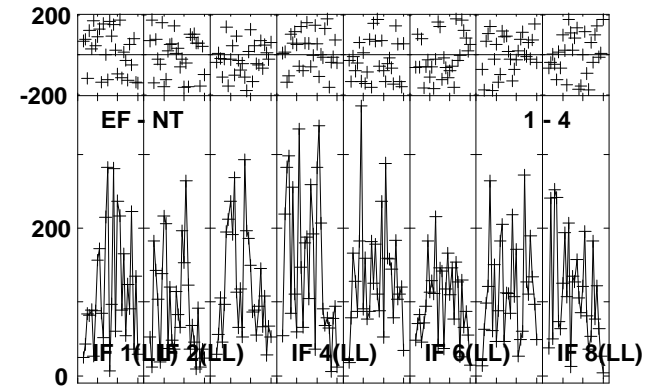 200
-200
EF - NT 1 - 4
200
0
IF 1(LL) IF 2(LL) IF 4(LL) IF 6(LL) IF 8(LL)